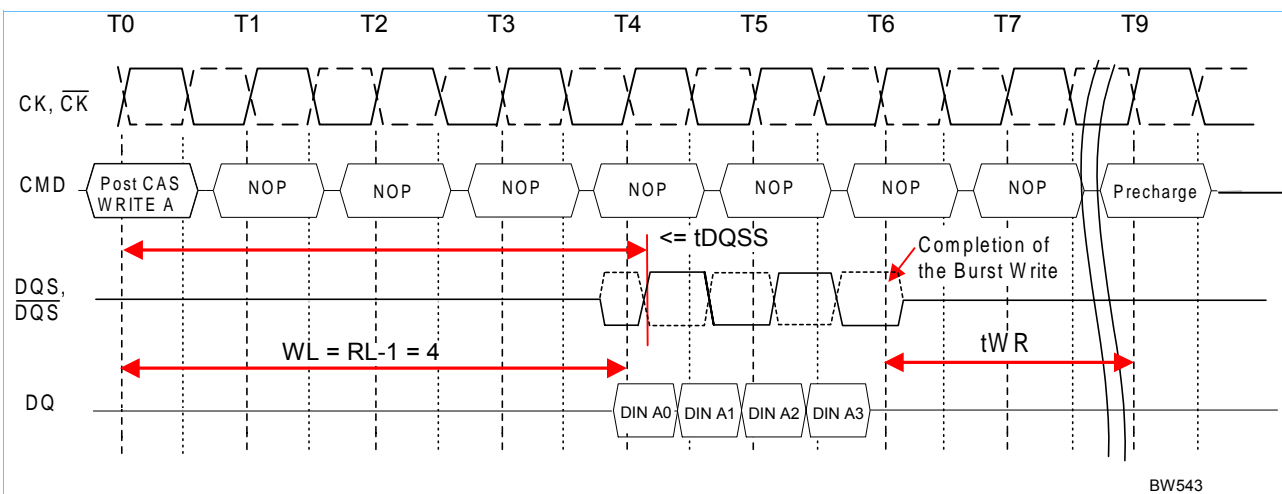 T0 T1 T2 T3 T4 T5 T6 T7 T9
CK, CK
CMD
Post CAS
WRITE A
NOP NOP NOP NOP NOP NOP NOP Precharge
<= tDQSS
Completion of
the Burst Write
DQS,
DQS
WL = RL-1 = 4
tWR
DQ
DIN A0 DIN A1 DIN A2 DIN A3
BW543